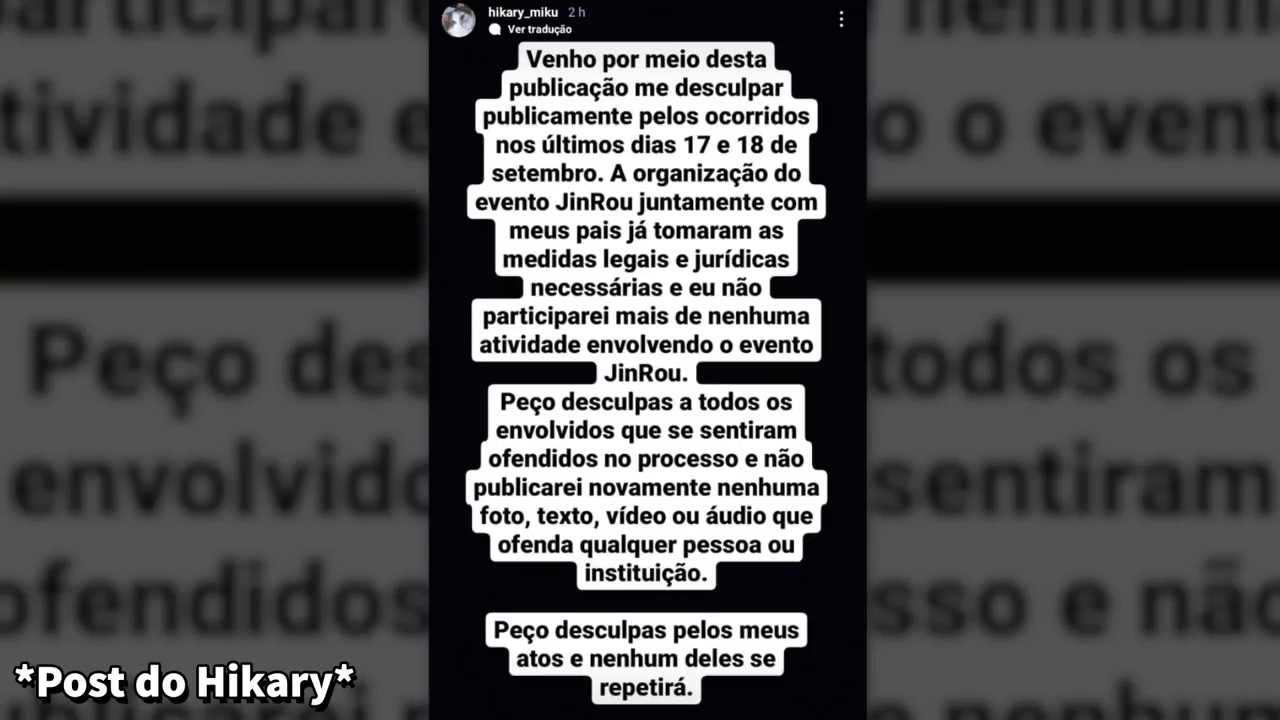 hikary_miku 2 h
Ver tradução
Venho por meio desta
publicação me desculpar
publicamente pelos ocorridos
nos últimos dias 17 e 18 de
setembro. A organização do
evento JinRou juntamente com
meus pais já tomaram as
medidas legais e jurídicas
necessárias e eu não
participarei mais de nenhuma
atividade envolvendo o evento
JinRou.
Peço desculpas a todos os
envolvidos que se sentiram
ofendidos no processo e não
publicarei novamente nenhuma
foto, texto, vídeo ou áudio que
ofenda qualquer pessoa ou
instituição.
Peço desculpas pelos meus
atos e nenhum deles se
repetirá.
*Post do Hikary*